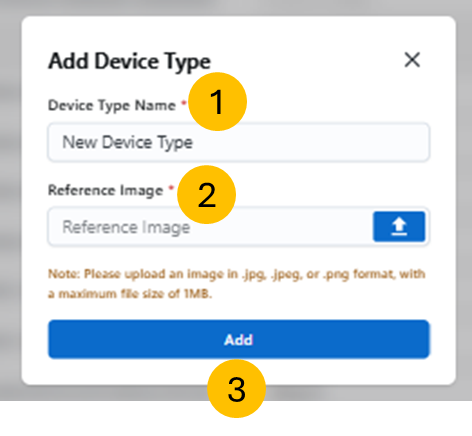 Add Device Type
Device Type Name *
1
New Device Type
Reference Image *
2
Reference Image
Note: Please upload an image in .jpg, .jpeg, or .png format, with
a maximum file size of 1MB.
Add
3